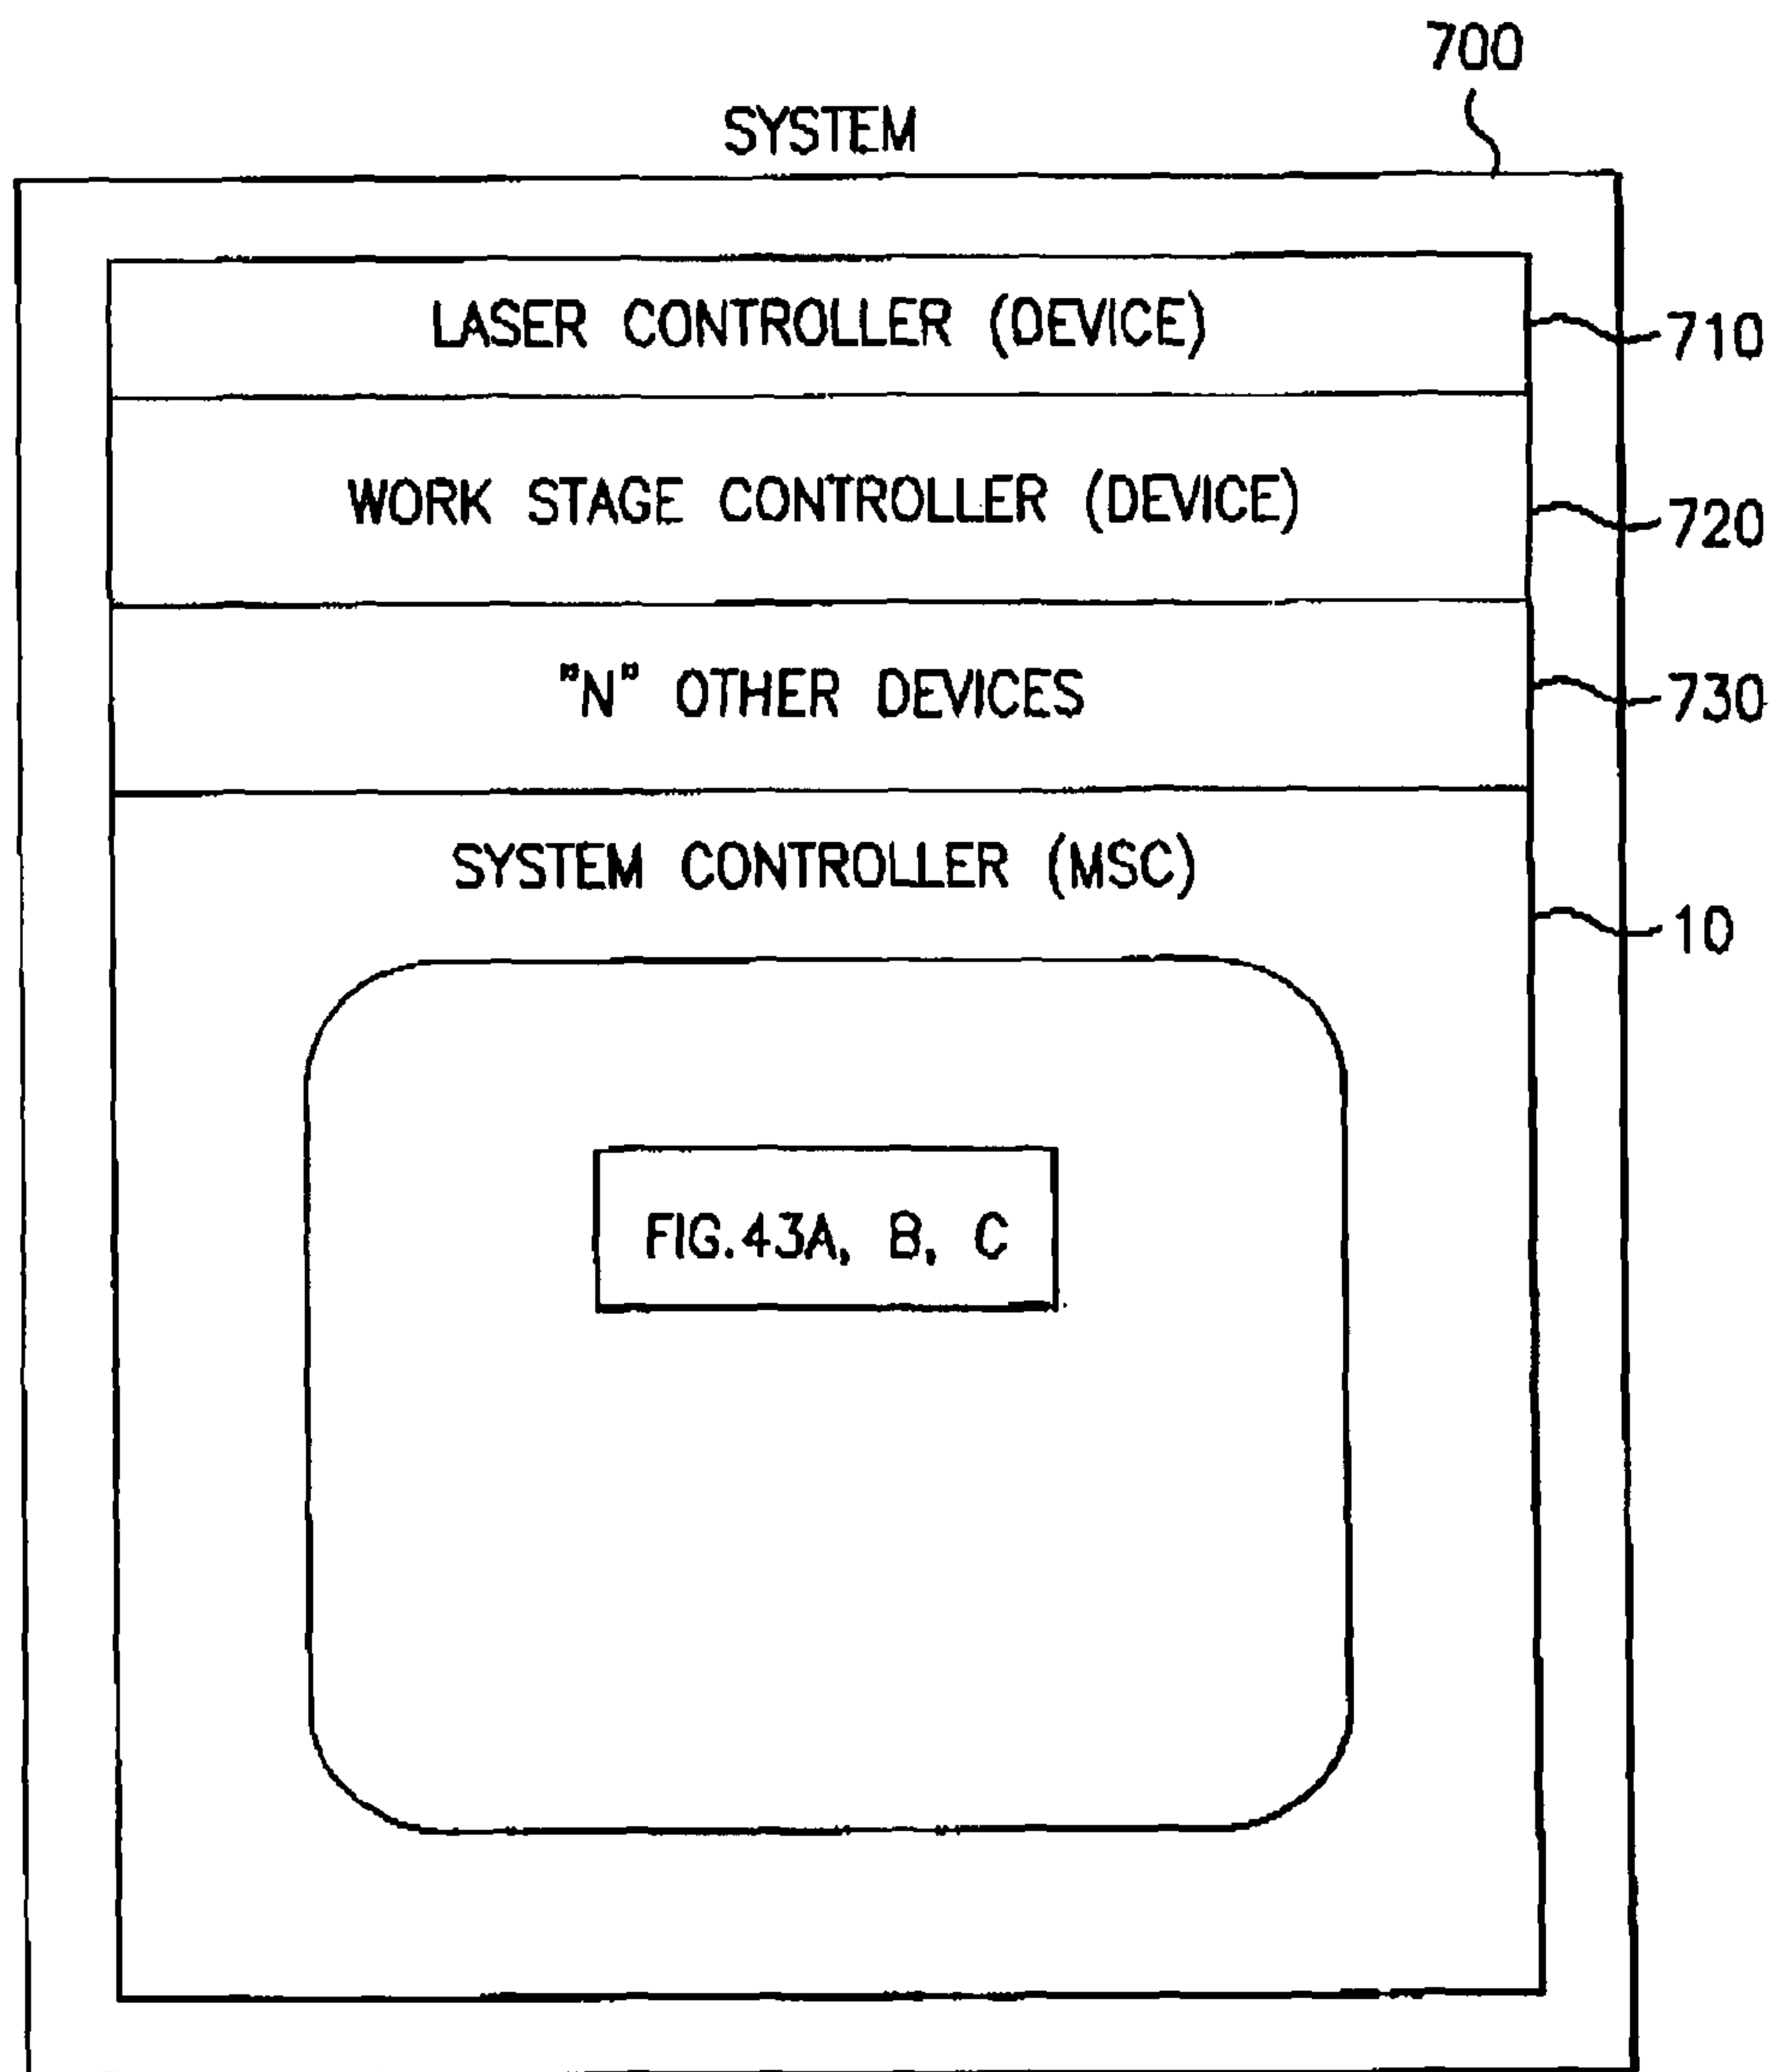 700
SYSTEM
LASER CONTROLLER (DEVICE)
710
WORK STAGE CONTROLLER (DEVICE)
720
"N" OTHER DEVICES
730
SYSTEM CONTROLLER (MSC)
10
FIG.43A, B, C